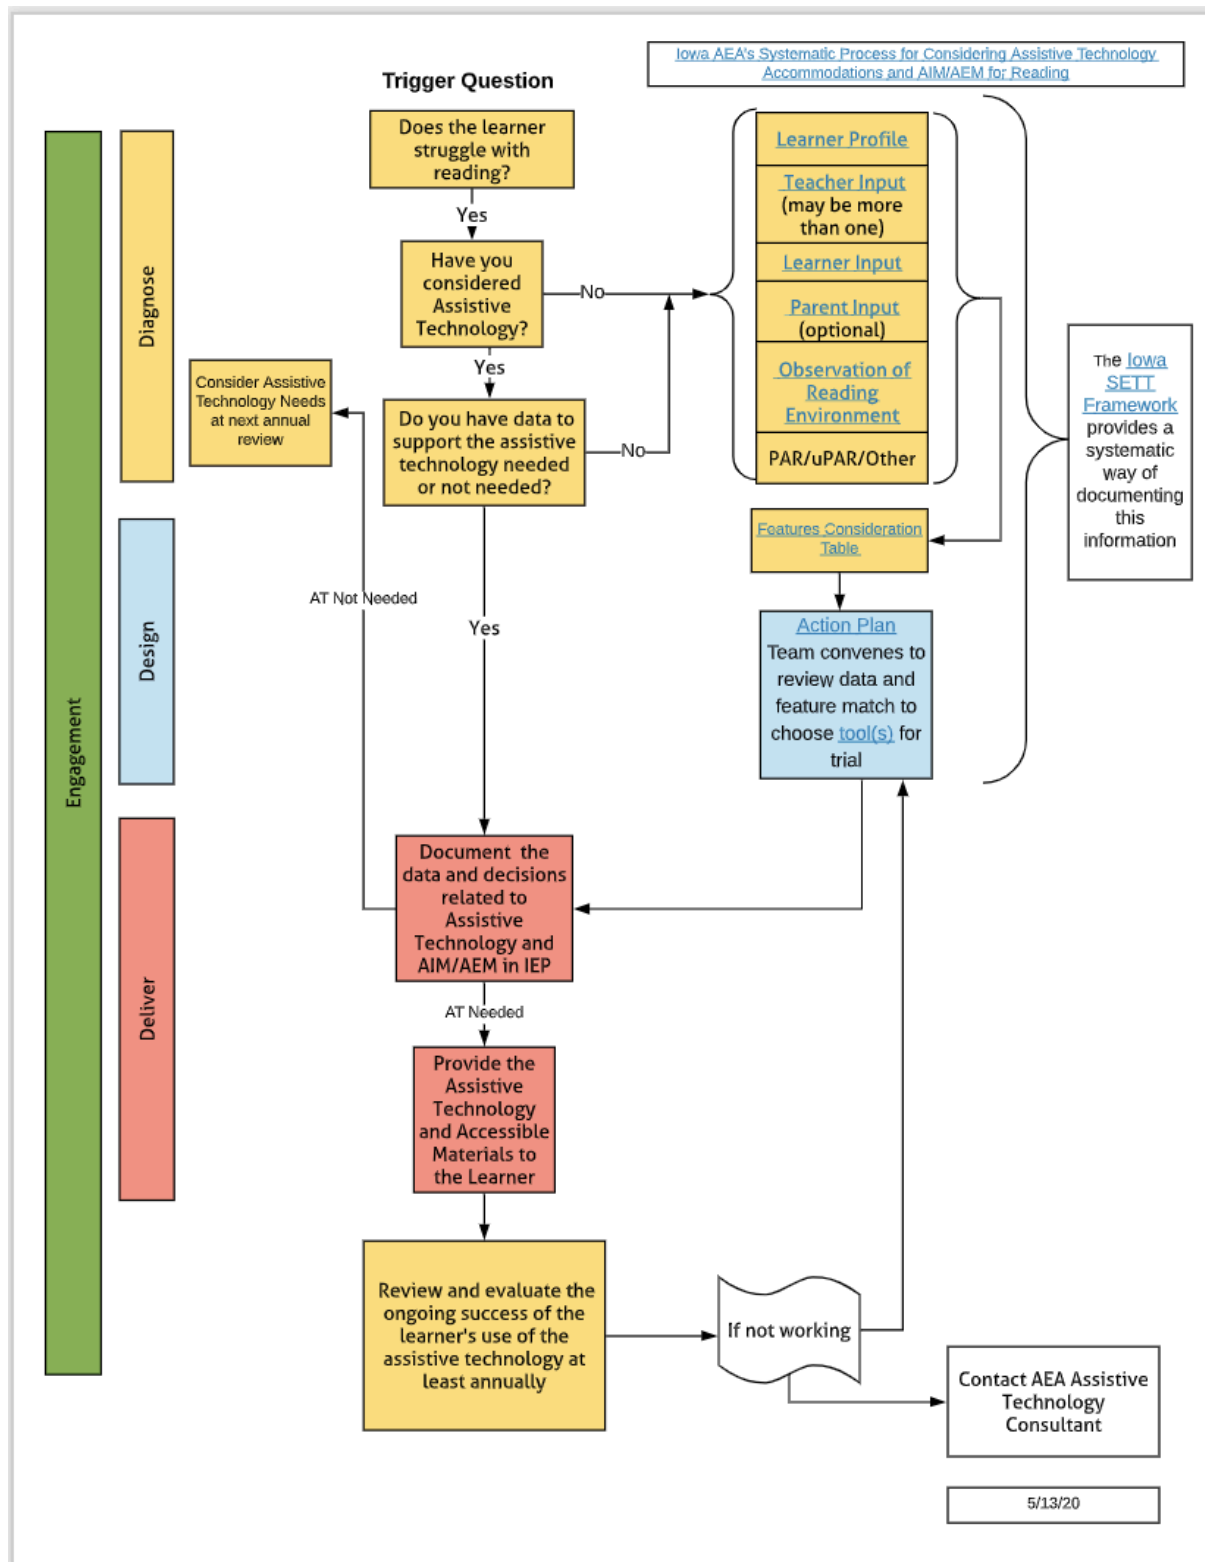 Iowa AEA's Systematic Process for Considering Assistive Technology
Accommodations and AIM/AEM for Reading
Trigger Question
Does the learner
struggle with
reading?
Yes
Have you
considered
Assistive
Technology?
No
Yes
Do you have data to
support the assistive
technology needed
or not needed?
No
Yes
Consider Assistive
Technology Needs
at next annual
review
AT Not Needed
Learner Profile
Teacher Input
(may be more
than one)
Learner Input
Parent Input
(optional)
Observation of
Reading
Environment
PAR/uPAR/Other
Features Consideration
Table
Action Plan
Team convenes to
review data and
feature match to
choose tool(s) for
trial
The Iowa
SETT
Framework
provides a
systematic
way of
documenting
this
information
Engagement
Diagnose
Design
Deliver
Document the
data and decisions
related to
Assistive
Technology and
AIM/AEM in IEP
AT Needed
Provide the
Assistive
Technology
and Accessible
Materials to
the Learner
Review and evaluate the
ongoing success of the
learner's use of the
assistive technology at
least annually
If not working
Contact AEA Assistive
Technology
Consultant
5/13/20